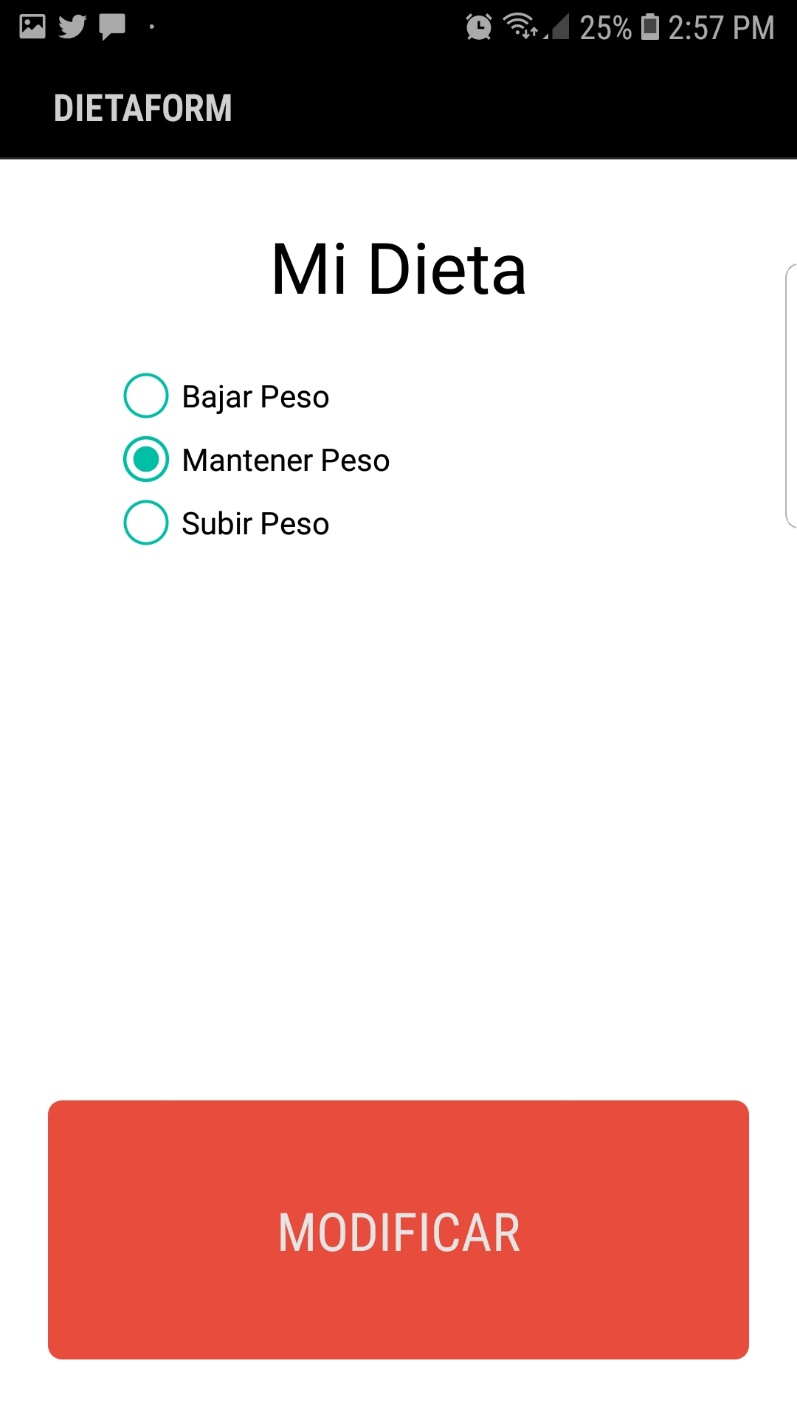 25% 2:57 PM
DIETAFORM
Mi Dieta
Bajar Peso
Mantener Peso
Subir Peso
MODIFICAR